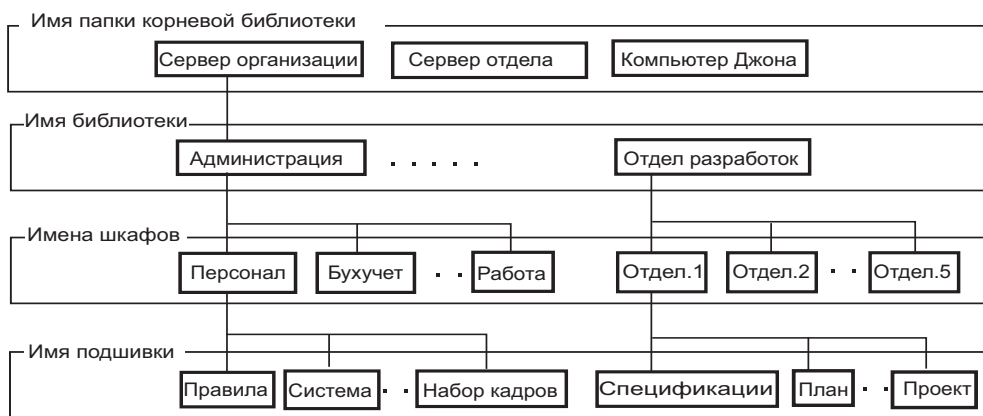 Имя папки корневой библиотеки
Сервер организации Сервер отдела Компьютер Джона
Имя библиотеки
Администрация . . . . . Отдел разработок
Имена шкафов
Персонал Бухучет . . Работа Отдел.1 Отдел.2 . . Отдел.5
Имя подшивки
Правила Система . . Набор кадров Спецификации План . . Проект